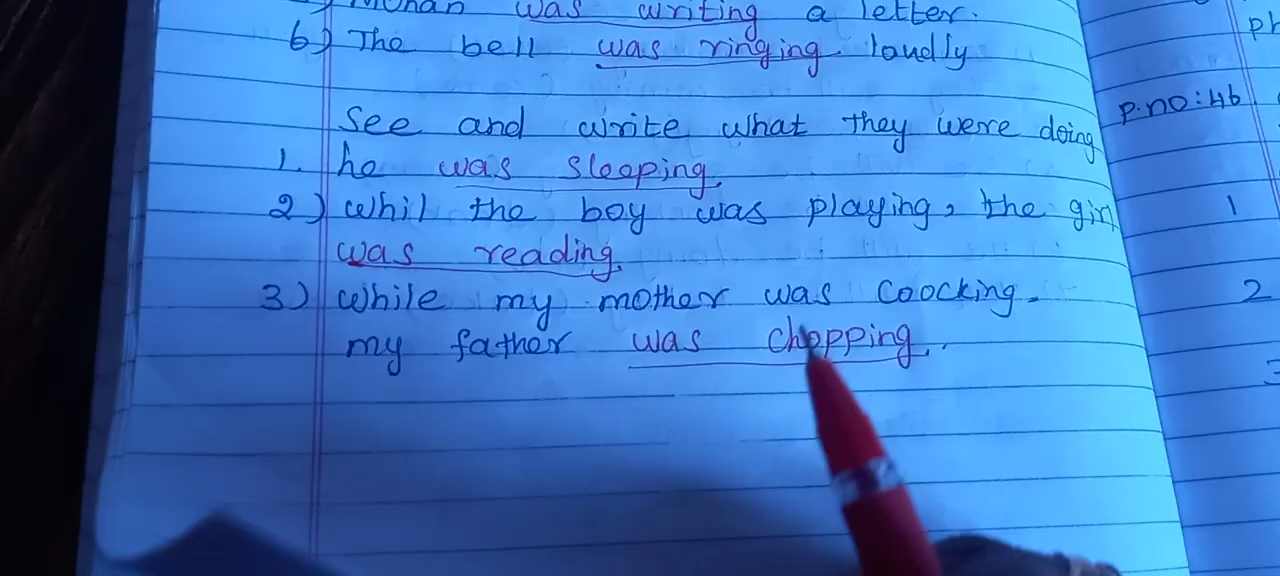 Mohan was writing a letter.
6) The bell was ringing loudly
See and write what they were doing
p.no:46
1. he was sleeping.
2) Whil the boy was playing, the girl
was reading.
3) While my mother was coocking.
my father was chopping.
1
2
3